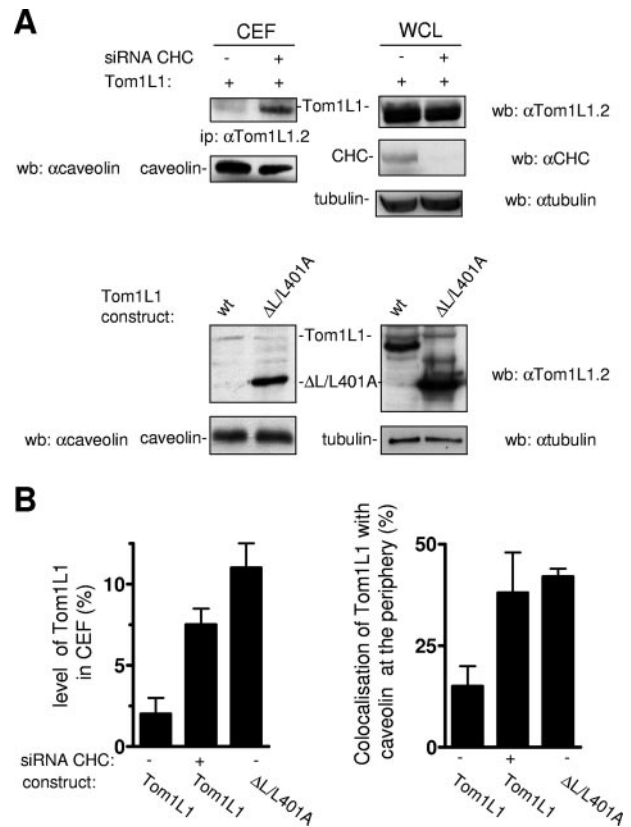 A
CEF
WCL
siRNA CHC
- +
- +
Tom1L1:
+ +
+ +
-Tom1L1-
wb: αTom1L1.2
ip: αTom1L1.2
CHC-
wb: αCHC
wb: αcaveolin
caveolin-
tubulin-
wb: αtubulin
Tom1L1
construct:
wt
ΔL/L401A
wt
ΔL/L401A
-Tom1L1-
-ΔL/L401A-
wb: αTom1L1.2
wb: αcaveolin
caveolin-
tubulin-
wb: αtubulin
B
level of Tom1L1
in CEF (%)
10
5
0
siRNA CHC:
- + -
construct:
Tom1L1
Tom1L1
ΔL/L401A
Colocalisation of Tom1L1 with
caveolin at the periphery (%)
50
25
0
- + -
Tom1L1
Tom1L1
ΔL/L401A